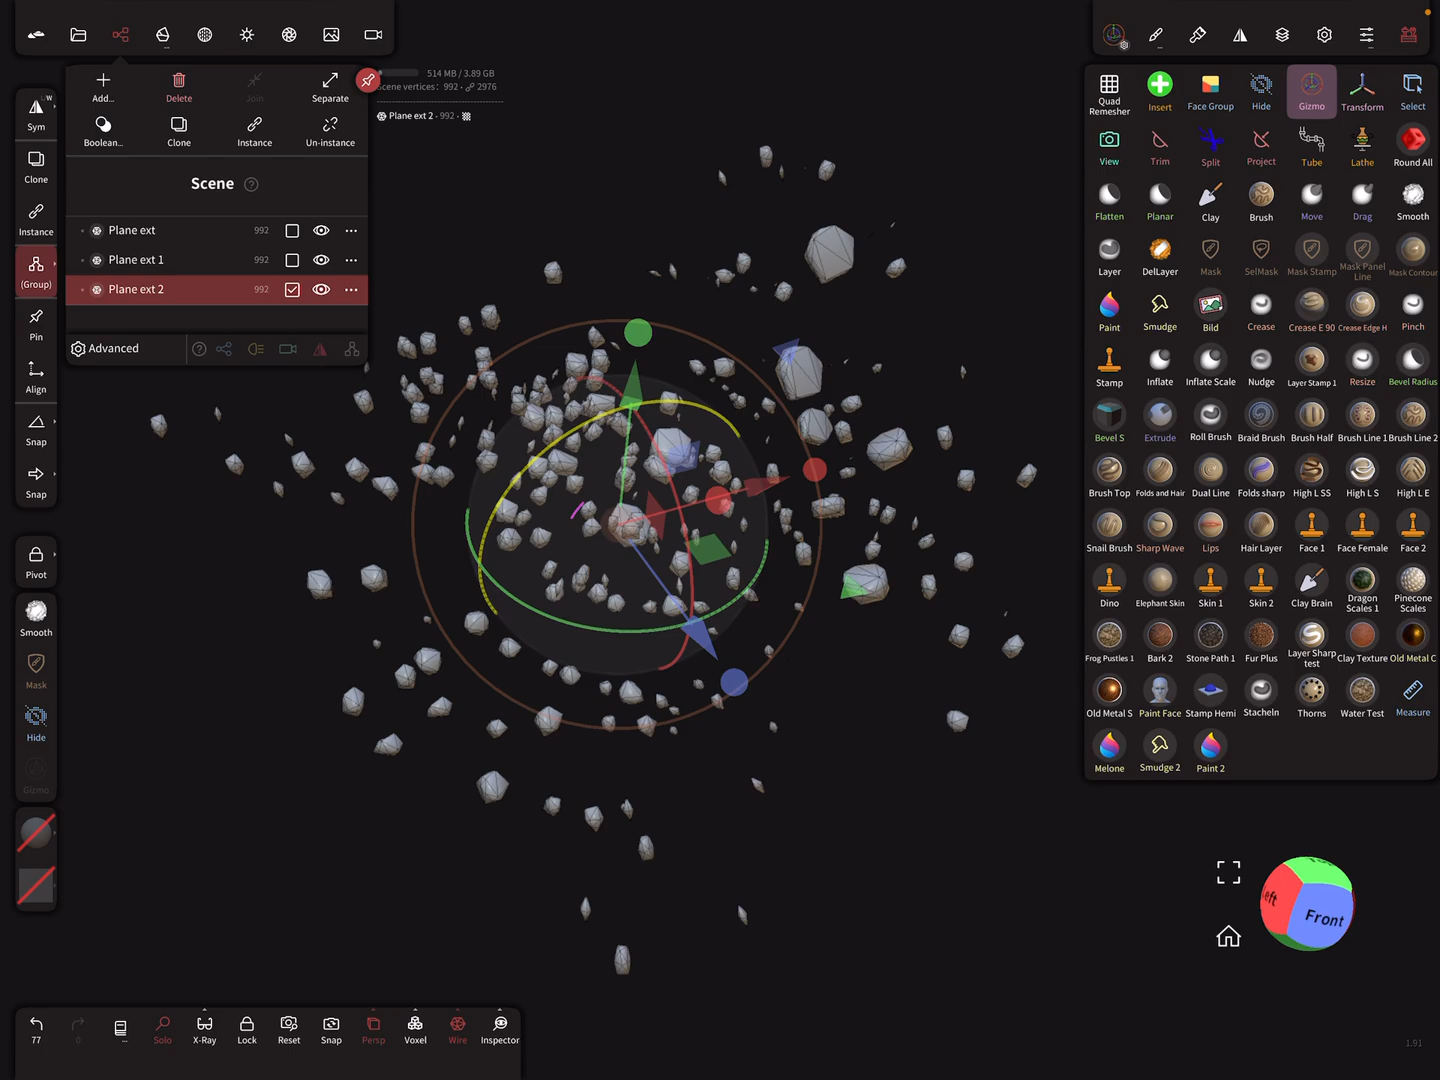 514 MB / 3.89 GB
Scene vertices: 992 • 2976
Plane ext 2 • 992 •
Add...
Delete
Join
Separate
Boolean...
Clone
Instance
Un-instance
Scene
?
Plane ext 992 ...
Plane ext 1 992 ...
Plane ext 2 992 ...
Advanced
?
LW
Sym
Clone
Instance
(Group)
Pin
Align
Snap
Snap
Pivot
Smooth
Mask
Hide
Gizmo
Quad Remesher
Insert
Face Group
Hide
Gizmo
Transform
Select
View
Trim
Split
Project
Tube
Lathe
Round All
Flatten
Planar
Clay
Brush
Move
Drag
Smooth
Layer
DelLayer
Mask
SelMask
Mask Stamp
Mask Panel Line
Mask Contour
Paint
Smudge
Bild
Crease
Crease E 90
Crease Edge H
Pinch
Stamp
Inflate
Inflate Scale
Nudge
Layer Stamp 1
Resize
Bevel Radius
Bevel S
Extrude
Roll Brush
Braid Brush
Brush Half
Brush Line 1
Brush Line 2
Brush Top
Folds and Hair
Dual Line
Folds sharp
High L SS
High L S
High L E
Snail Brush
Sharp Wave
Lips
Hair Layer
Face 1
Face Female
Face 2
Dino
Elephant Skin
Skin 1
Skin 2
Clay Brain
Dragon Scales 1
Pinecone Scales
Frog Pusties 1
Bark 2
Stone Path 1
Fur Plus
Layer Sharp test
Clay Texture
Old Metal C
Old Metal S
Paint Face
Stamp Hemi
Stacheln
Thorns
Water Test
Measure
Melone
Smudge 2
Paint 2
Front
77
0
...
Solo
X-Ray
Lock
Reset
Snap
Persp
Voxel
Wire
Inspector
1.91